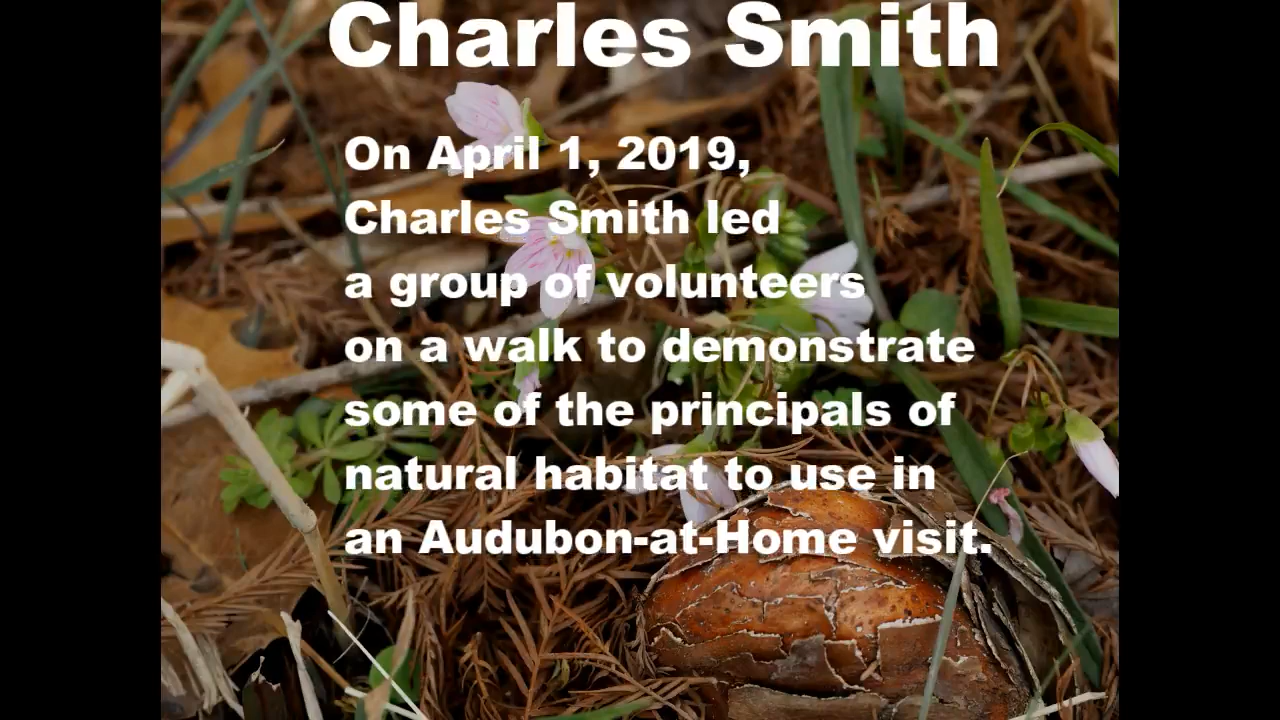 Charles Smith
On April 1, 2019,
Charles Smith led
a group of volunteers
on a walk to demonstrate
some of the principals of
natural habitat to use in
an Audubon-at-Home visit.